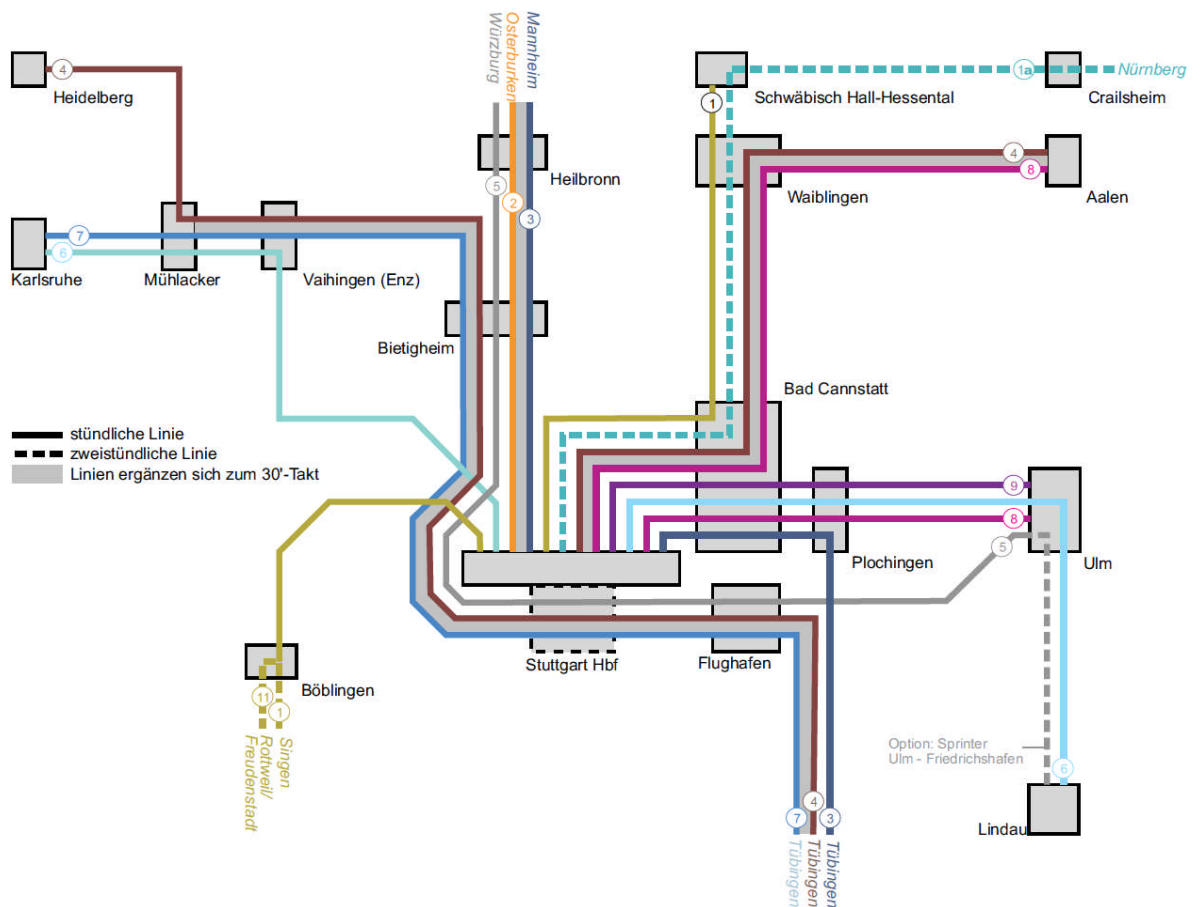 Würzburg
Osterburken
Mannheim
4
Heidelberg
1a
Nürnberg
Schwäbisch Hall-Hessental
Crailsheim
1
4
8
Heilbronn
5
2
3
Waiblingen
Aalen
7
6
Karlsruhe
Mühlacker
Vaihingen (Enz)
Bietigheim
Bad Cannstatt
stündliche Linie
zweistündliche Linie
Linien ergänzen sich zum 30'-Takt
9
8
5
Plochingen
Ulm
Stuttgart Hbf
Flughafen
Böblingen
11
1
Singen
Rottweil/
Freudenstadt
Option: Sprinter
Ulm - Friedrichshafen
6
Lindau
7
4
3
Tübingen
Tübingen
Tübingen